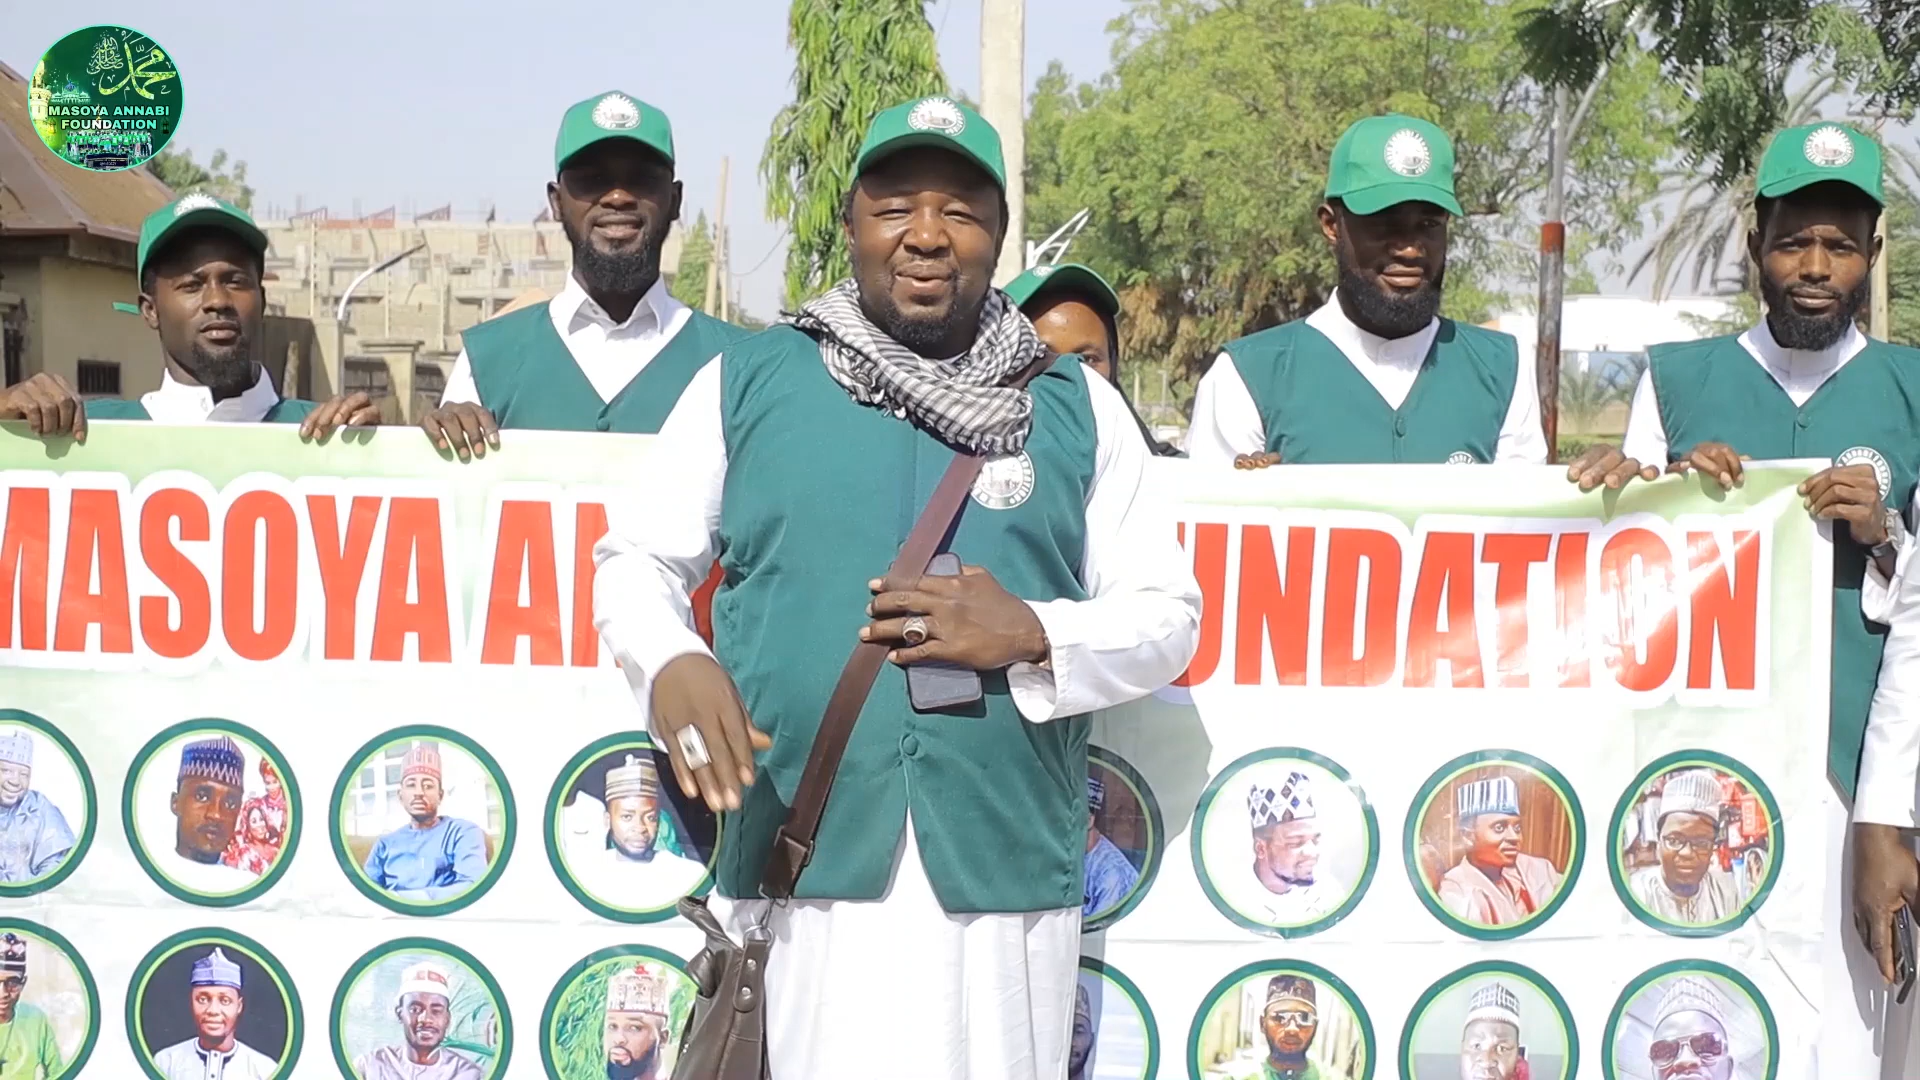 محمد
MASOYA ANNABI
FOUNDATION
MASOYA AN UNDATION